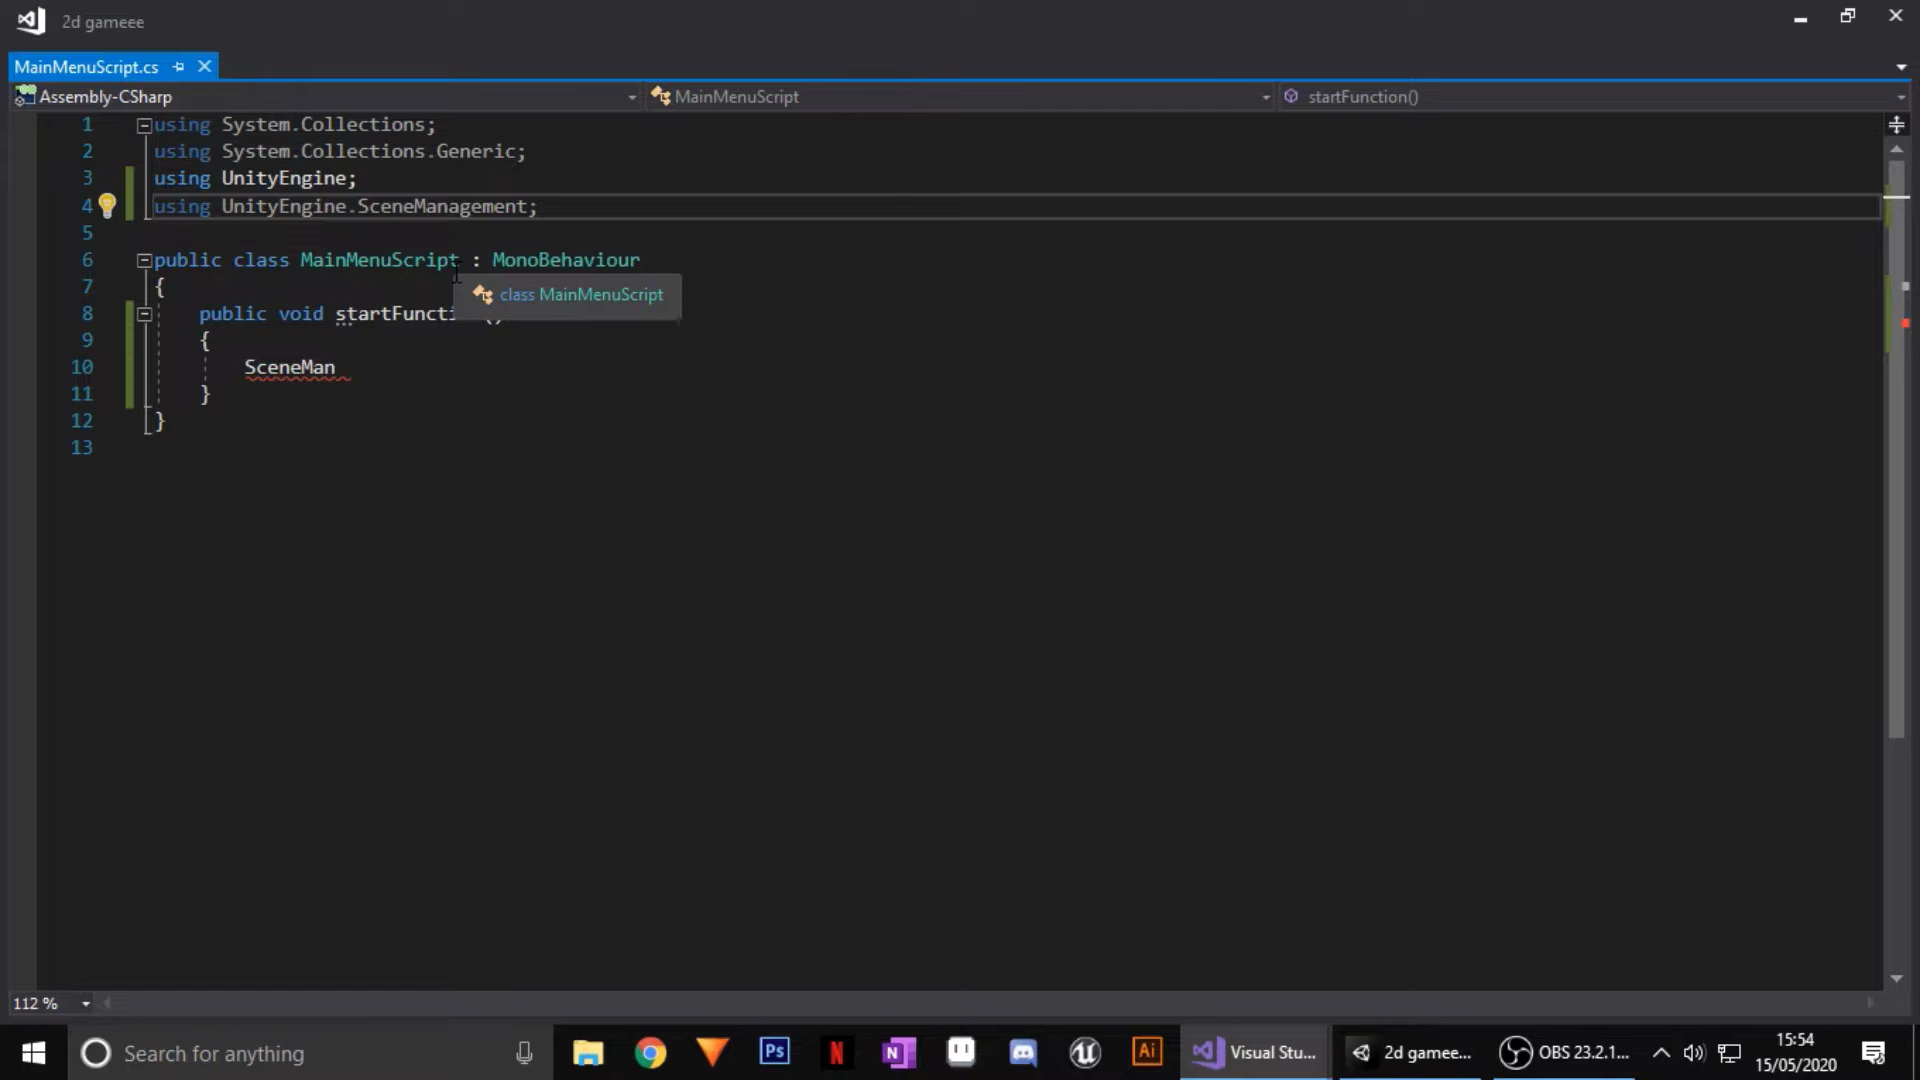 2d gameee
MainMenuScript.cs
Assembly-CSharp
MainMenuScript
startFunction()
1 using System.Collections;
2 using System.Collections.Generic;
3 using UnityEngine;
4 using UnityEngine.SceneManagement;
5
6 public class MainMenuScript : MonoBehaviour
7 {
class MainMenuScript
8 public void startFuncti ()
9 {
10 SceneMan
11 }
12 }
13
112 %
Search for anything
Ps
N
N
Ai
Visual Stu...
2d gamee...
OBS 23.2.1...
15:54
15/05/2020